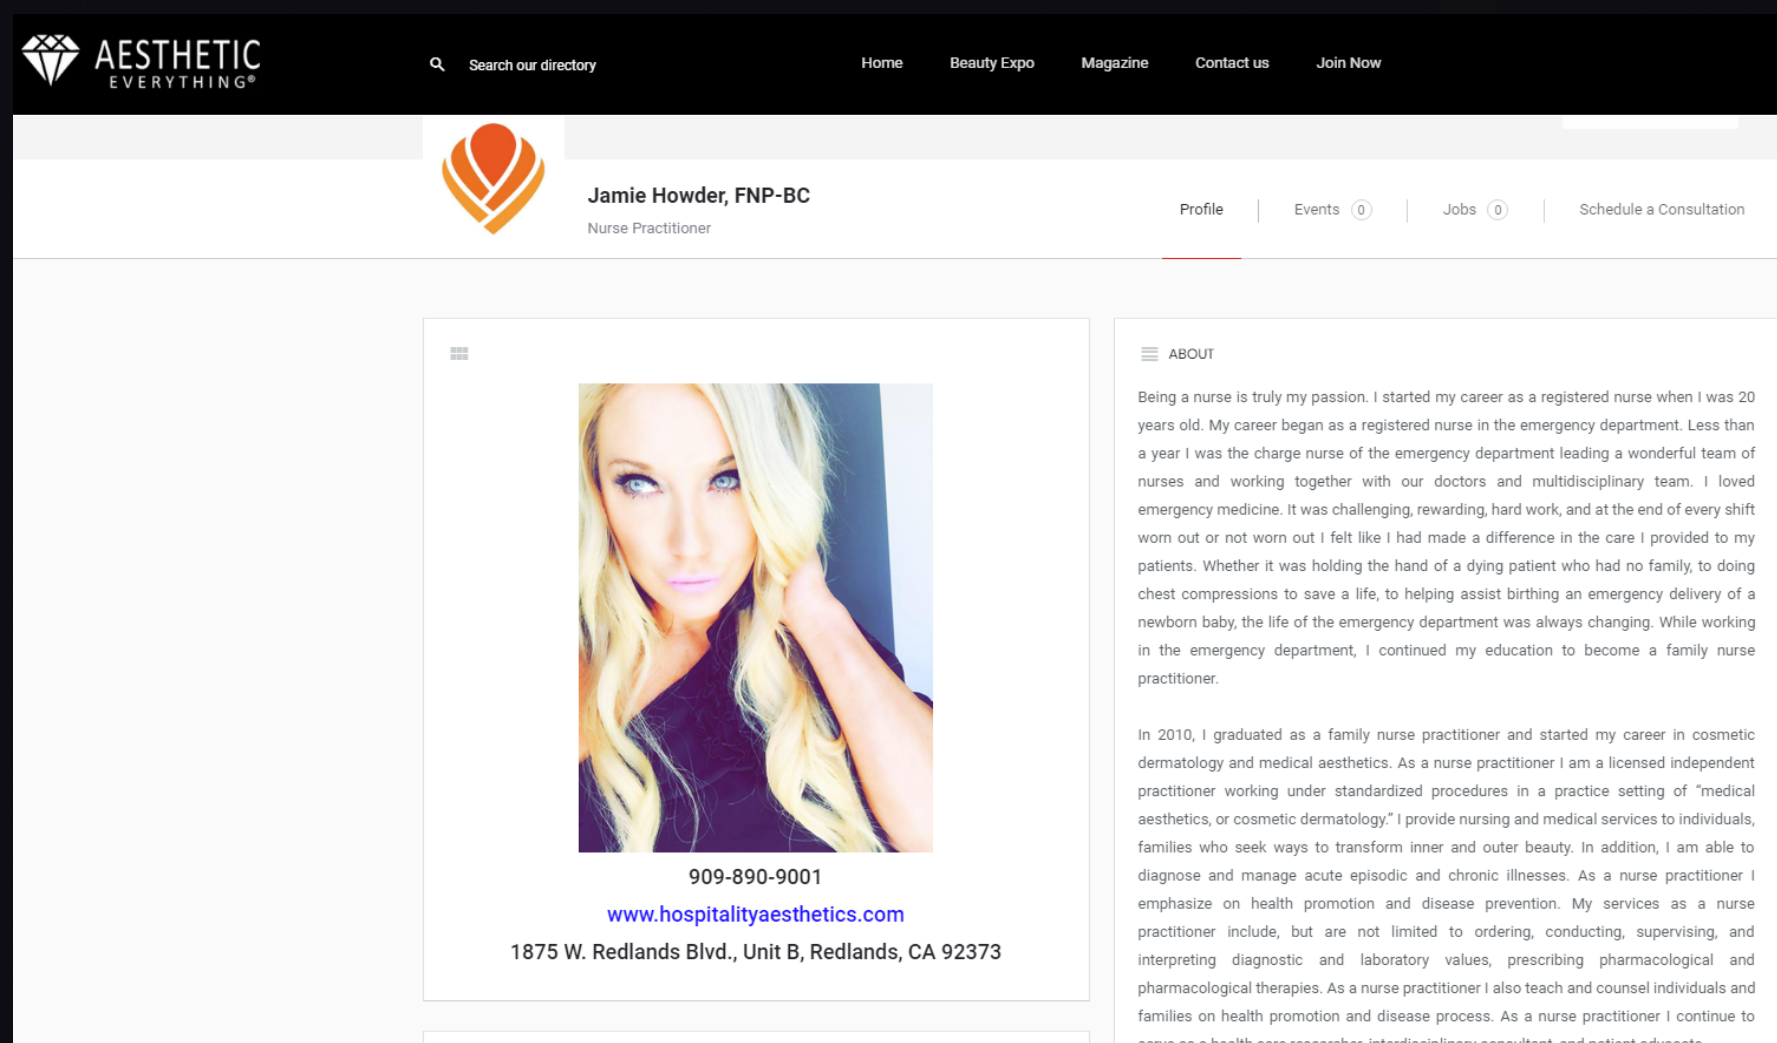 AESTHETIC
EVERYTHING®
Search our directory
Home
Beauty Expo
Magazine
Contact us
Join Now
Jamie Howder, FNP-BC
Nurse Practitioner
Profile
Events 0
Jobs 0
Schedule a Consultation
909-890-9001
www.hospitalityaesthetics.com
1875 W. Redlands Blvd., Unit B, Redlands, CA 92373
ABOUT
Being a nurse is truly my passion. I started my career as a registered nurse when I was 20
years old. My career began as a registered nurse in the emergency department. Less than
a year I was the charge nurse of the emergency department leading a wonderful team of
nurses and working together with our doctors and multidisciplinary team. I loved
emergency medicine. It was challenging, rewarding, hard work, and at the end of every shift
worn out or not worn out I felt like I had made a difference in the care I provided to my
patients. Whether it was holding the hand of a dying patient who had no family, to doing
chest compressions to save a life, to helping assist birthing an emergency delivery of a
newborn baby, the life of the emergency department was always changing. While working
in the emergency department, I continued my education to become a family nurse
practitioner.
In 2010, I graduated as a family nurse practitioner and started my career in cosmetic
dermatology and medical aesthetics. As a nurse practitioner I am a licensed independent
practitioner working under standardized procedures in a practice setting of “medical
aesthetics, or cosmetic dermatology.” I provide nursing and medical services to individuals,
families who seek ways to transform inner and outer beauty. In addition, I am able to
diagnose and manage acute episodic and chronic illnesses. As a nurse practitioner I
emphasize on health promotion and disease prevention. My services as a nurse
practitioner include, but are not limited to ordering, conducting, supervising, and
interpreting diagnostic and laboratory values, prescribing pharmacological and
pharmacological therapies. As a nurse practitioner I also teach and counsel individuals and
families on health promotion and disease process. As a nurse practitioner I continue to
serve as a health care researcher, interdisciplinary consultant, and patient advocate.